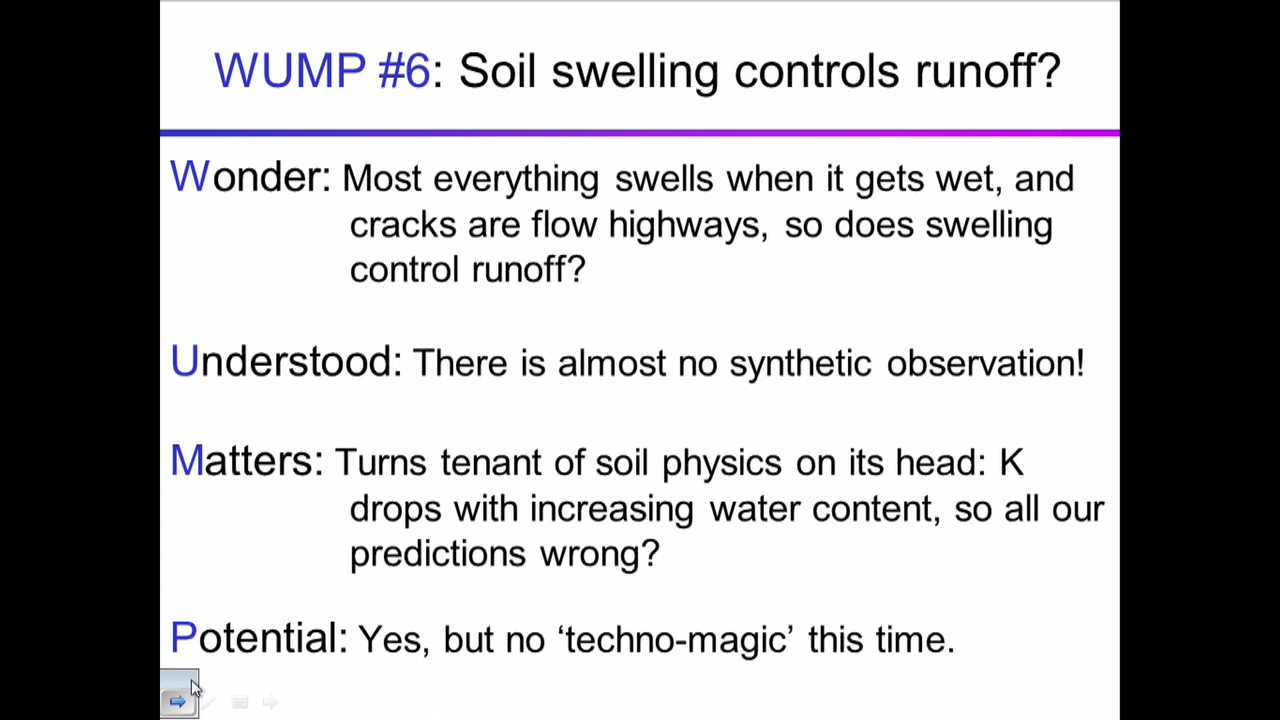 WUMP #6: Soil swelling controls runoff?
Wonder: Most everything swells when it gets wet, and
cracks are flow highways, so does swelling
control runoff?
Understood: There is almost no synthetic observation!
Matters: Turns tenant of soil physics on its head: K
drops with increasing water content, so all our
predictions wrong?
Potential: Yes, but no ‘techno-magic’ this time.